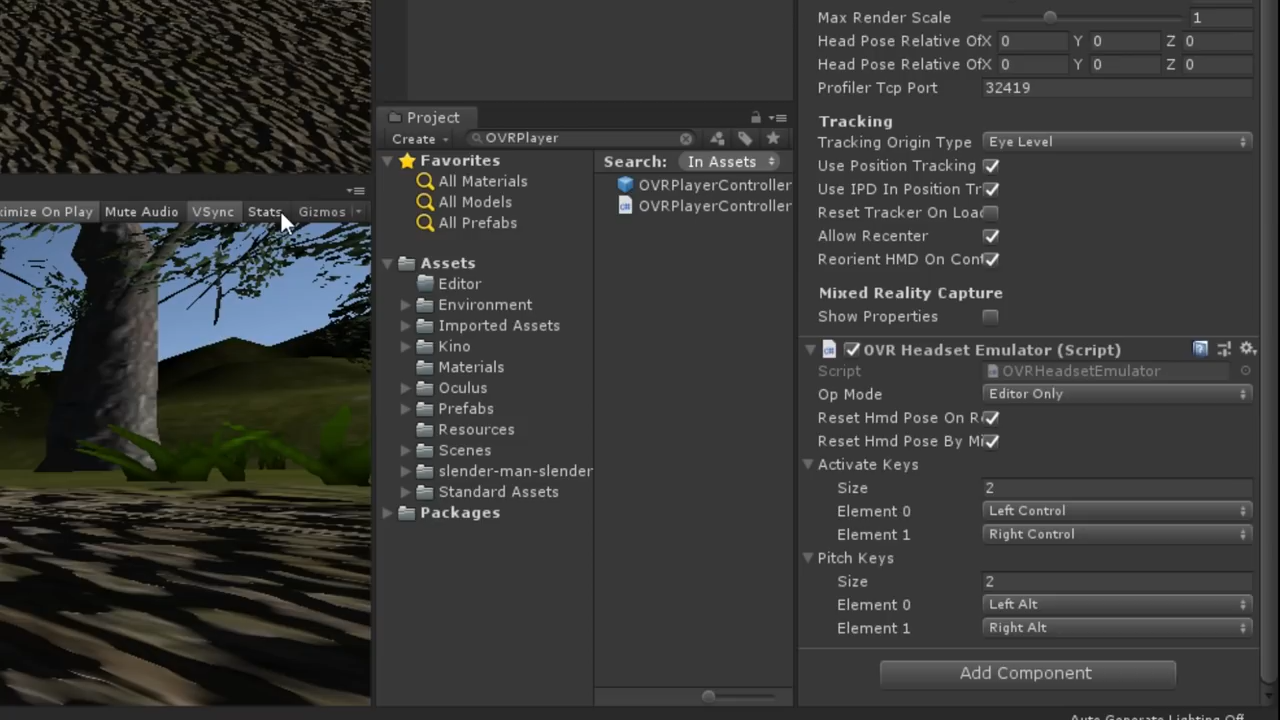 Max Render Scale 1
Head Pose Relative Of X 0 Y 0 Z 0
Head Pose Relative Of X 0 Y 0 Z 0
Profiler Tcp Port 32419
Tracking
Tracking Origin Type Eye Level
Use Position Tracking
Use IPD In Position Tr
Reset Tracker On Loa
Allow Recenter
Reorient HMD On Cont
Mixed Reality Capture
Show Properties
OVR Headset Emulator (Script)
Script OVRHeadsetEmulator
Op Mode Editor Only
Reset Hmd Pose On R
Reset Hmd Pose By Mi
Activate Keys
Size 2
Element 0 Left Control
Element 1 Right Control
Pitch Keys
Size 2
Element 0 Left Alt
Element 1 Right Alt
Add Component
Project
Create OVRPlayer
Favorites
All Materials
All Models
All Prefabs
Assets
Editor
Environment
Imported Assets
Kino
Materials
Oculus
Prefabs
Resources
Scenes
slender-man-slender
Standard Assets
Packages
Search: In Assets
OVRPlayerController
OVRPlayerController
ximize On Play Mute Audio VSync Stats Gizmos
Auto Generate Lighting Off